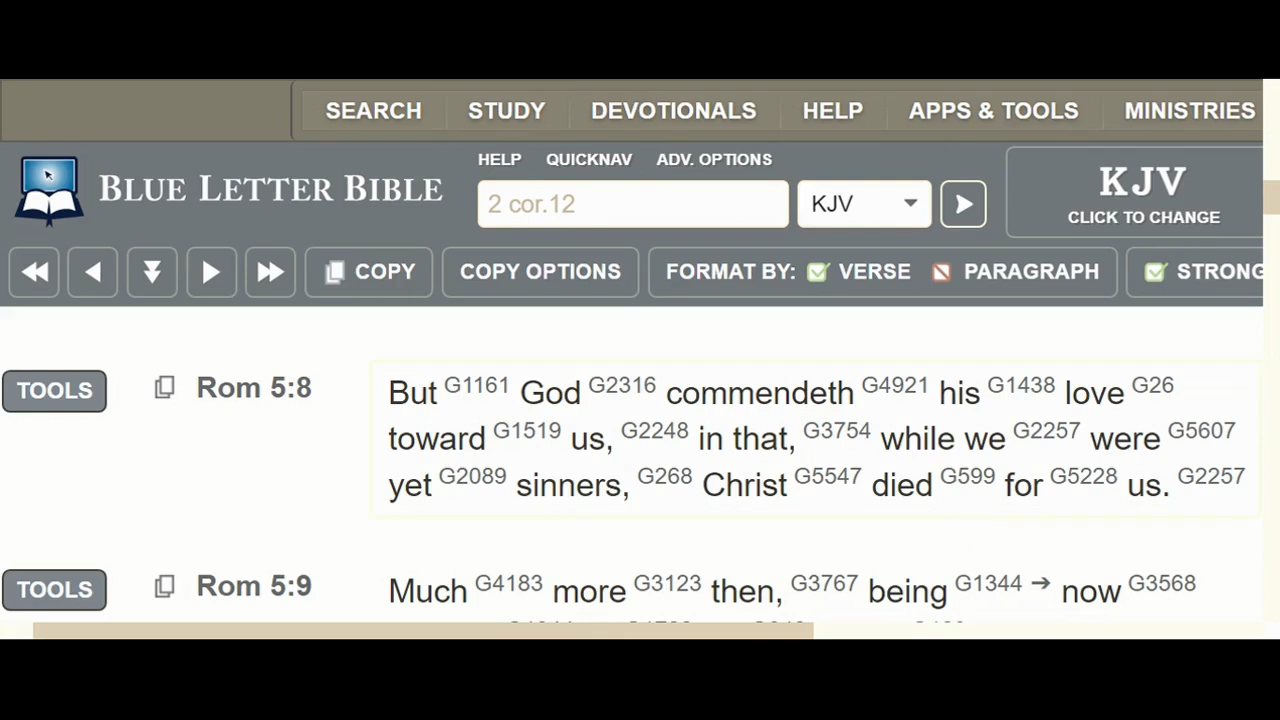 SEARCH STUDY DEVOTIONALS HELP APPS & TOOLS MINISTRIES
HELP QUICKNAV ADV. OPTIONS
BLUE LETTER BIBLE
2 cor.12
KJV
KJV
CLICK TO CHANGE
COPY COPY OPTIONS FORMAT BY: VERSE PARAGRAPH STRONG
TOOLS Rom 5:8 But G1161 God G2316 commendeth G4921 his G1438 love G26
toward G1519 us, G2248 in that, G3754 while we G2257 were G5607
yet G2089 sinners, G268 Christ G5547 died G599 for G5228 us. G2257
TOOLS Rom 5:9 Much G4183 more G3123 then, G3767 being G1344 ➔ now G3568